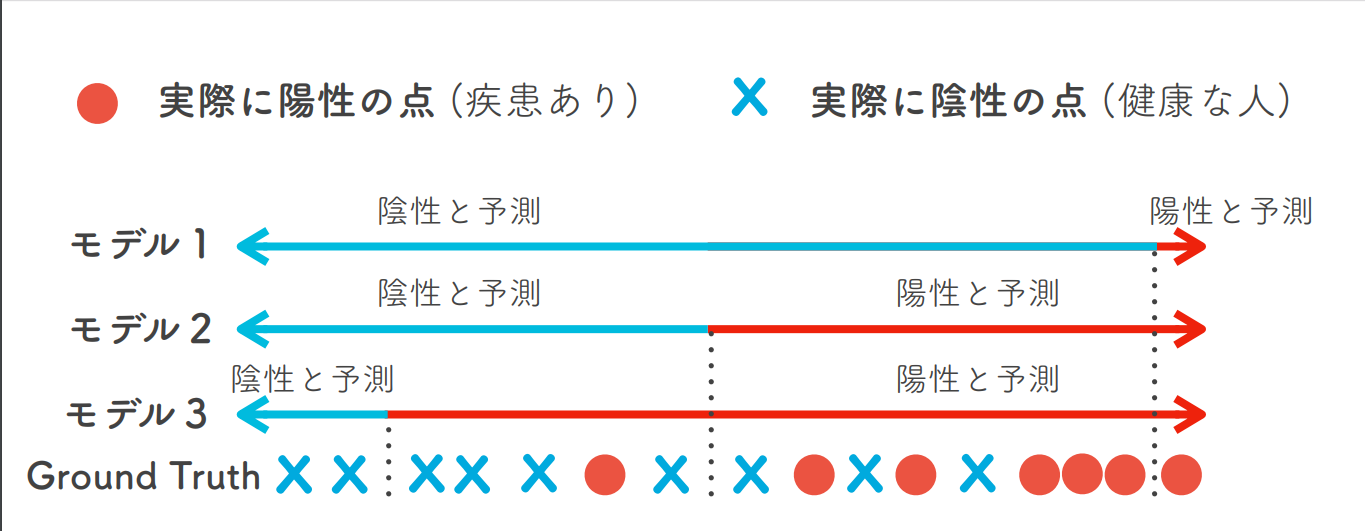 実際に陽性の点（疾患あり） 実際に陰性の点（健康な人）
陰性と予測 陽性と予測
モデル 1
陰性と予測 陽性と予測
モデル 2
陰性と予測 陽性と予測
モデル 3
Ground Truth